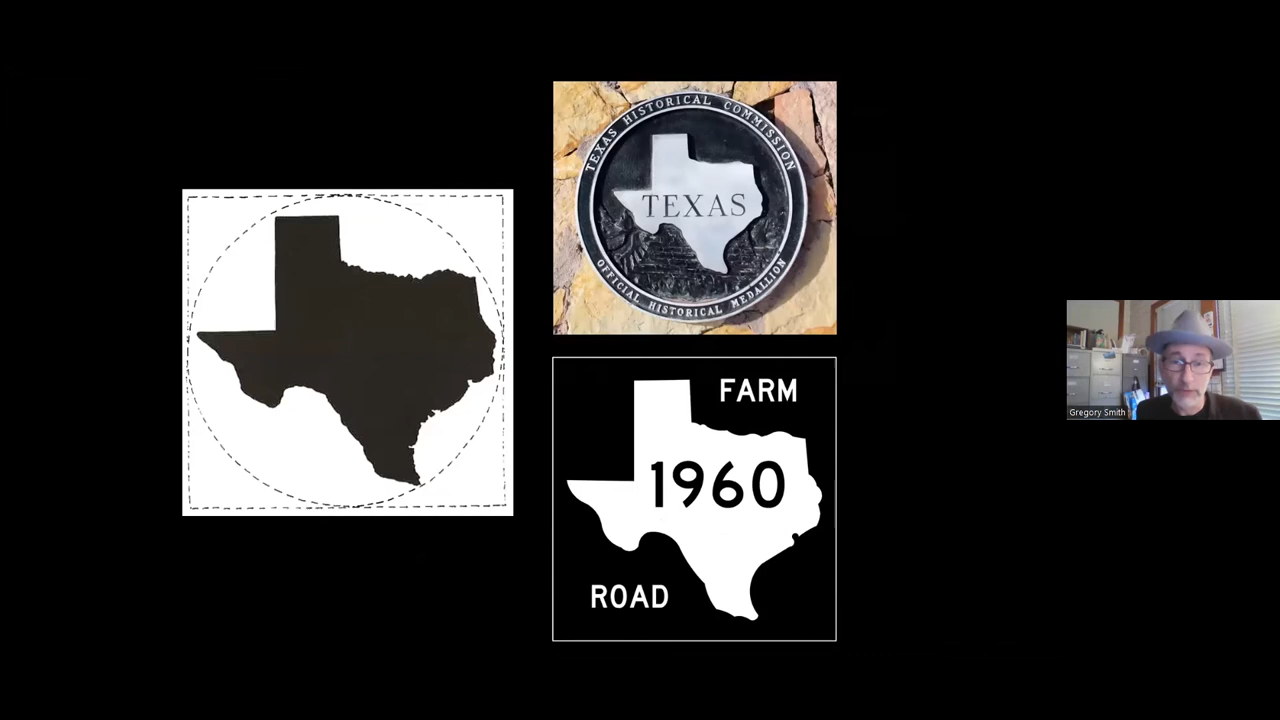 TEXAS HISTORICAL COMMISSION
TEXAS
OFFICIAL HISTORICAL MEDALLION
FARM
1960
ROAD
Gregory Smith